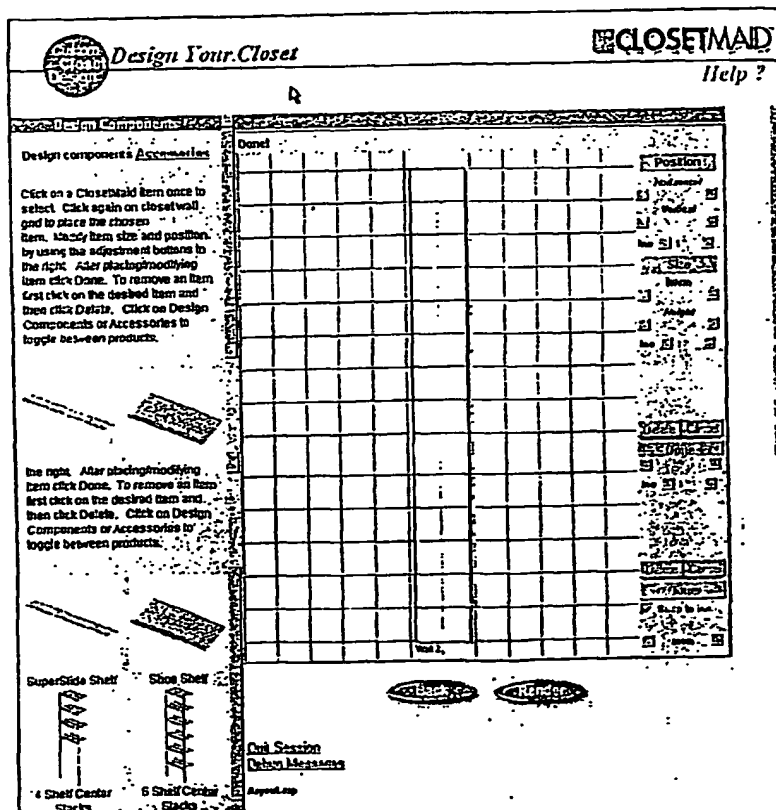 Design Your Closet
CLOSETMAID
Help ?
Design Components
Design components Accessories
Done!
Click on a ClosetMaid item once to
select. Click again on closet wall
grid to place the chosen
item. Modify item size and position
by using the adjustment buttons to
the right. After placing/modifying
item click Done. To remove an item
first click on the desired item and
then click Delete. Click on Design
Components or Accessories to
toggle between products.
the right. After placing/modifying
item click Done. To remove an item
first click on the desired item and
then click Delete. Click on Design
Components or Accessories to
toggle between products.
SuperSlide Shelf
Shoe Shelf
4 Shelf Center
Stacks
6 Shelf Center
Stacks
Position
Vertical
Size
Height
Wall 2
Back
Render
Quit Session
Debug Messages